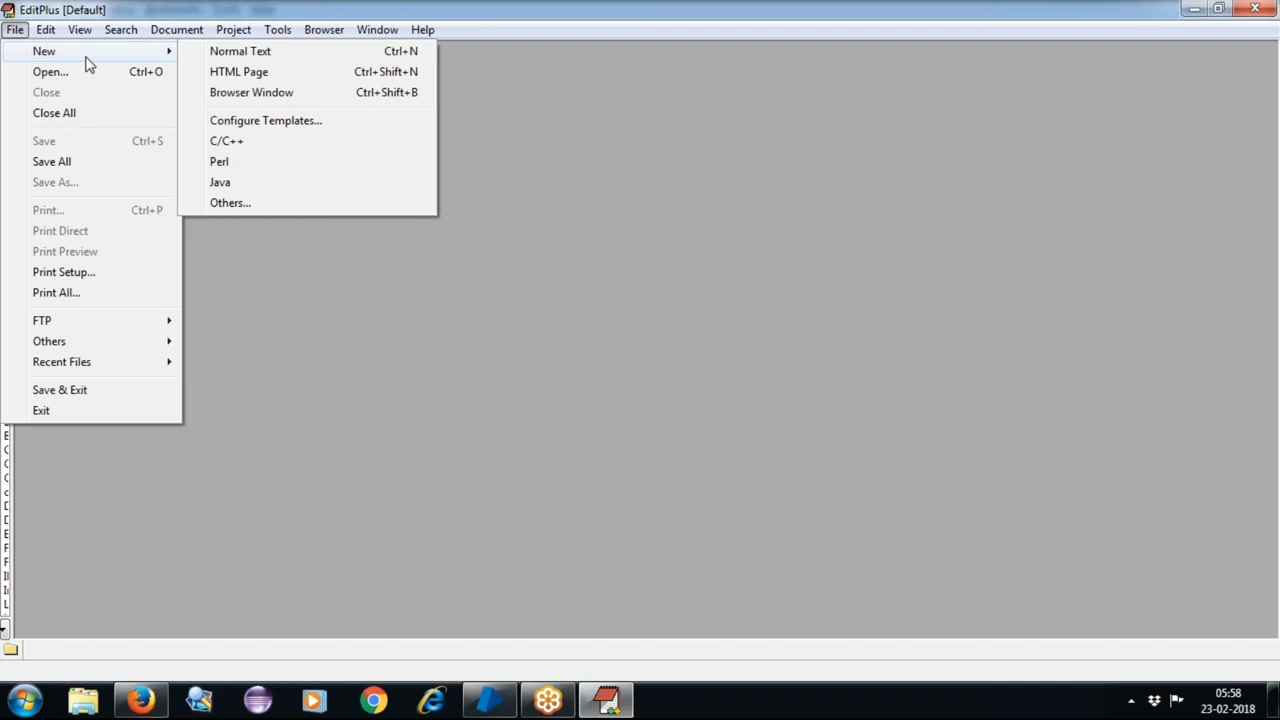 EditPlus [Default]
File Edit View Search Document Project Tools Browser Window Help
New
Open... Ctrl+O
Close
Close All
Save Ctrl+S
Save All
Save As...
Print... Ctrl+P
Print Direct
Print Preview
Print Setup...
Print All...
FTP
Others
Recent Files
Save & Exit
Exit
Normal Text Ctrl+N
HTML Page Ctrl+Shift+N
Browser Window Ctrl+Shift+B
Configure Templates...
C/C++
Perl
Java
Others...
05:58
23-02-2018